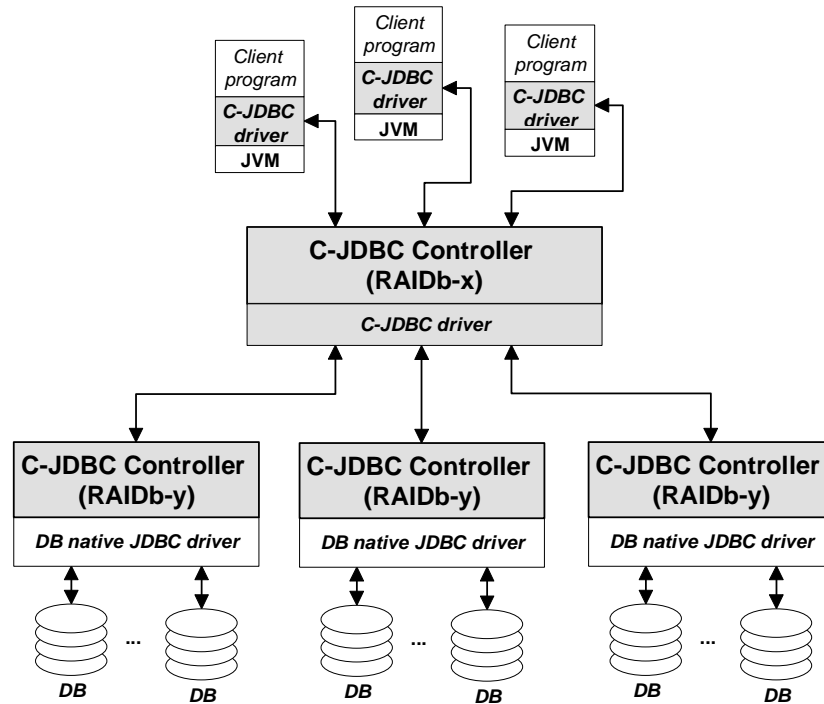 Client
program
C-JDBC
driver
JVM
Client
program
C-JDBC
driver
JVM
Client
program
C-JDBC
driver
JVM
C-JDBC Controller
(RAIDb-x)
C-JDBC driver
C-JDBC Controller
(RAIDb-y)
DB native JDBC driver
... 
DB
DB
C-JDBC Controller
(RAIDb-y)
DB native JDBC driver
...
DB
DB
C-JDBC Controller
(RAIDb-y)
DB native JDBC driver
...
DB
DB